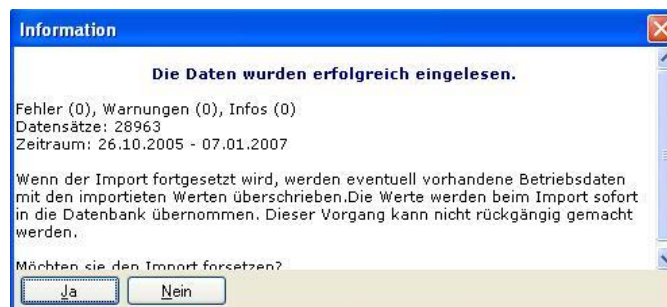 Information
Die Daten wurden erfolgreich eingelesen.
Fehler (0), Warnungen (0), Infos (0)
Datensätze: 28963
Zeitraum: 26.10.2005 - 07.01.2007
Wenn der Import fortgesetzt wird, werden eventuell vorhandene Betriebsdaten
mit den importieten Werten überschrieben.Die Werte werden beim Import sofort
in die Datenbank übernommen. Dieser Vorgang kann nicht rückgängig gemacht
werden.
Möchten sie den Import forsetzen?
Ja
Nein